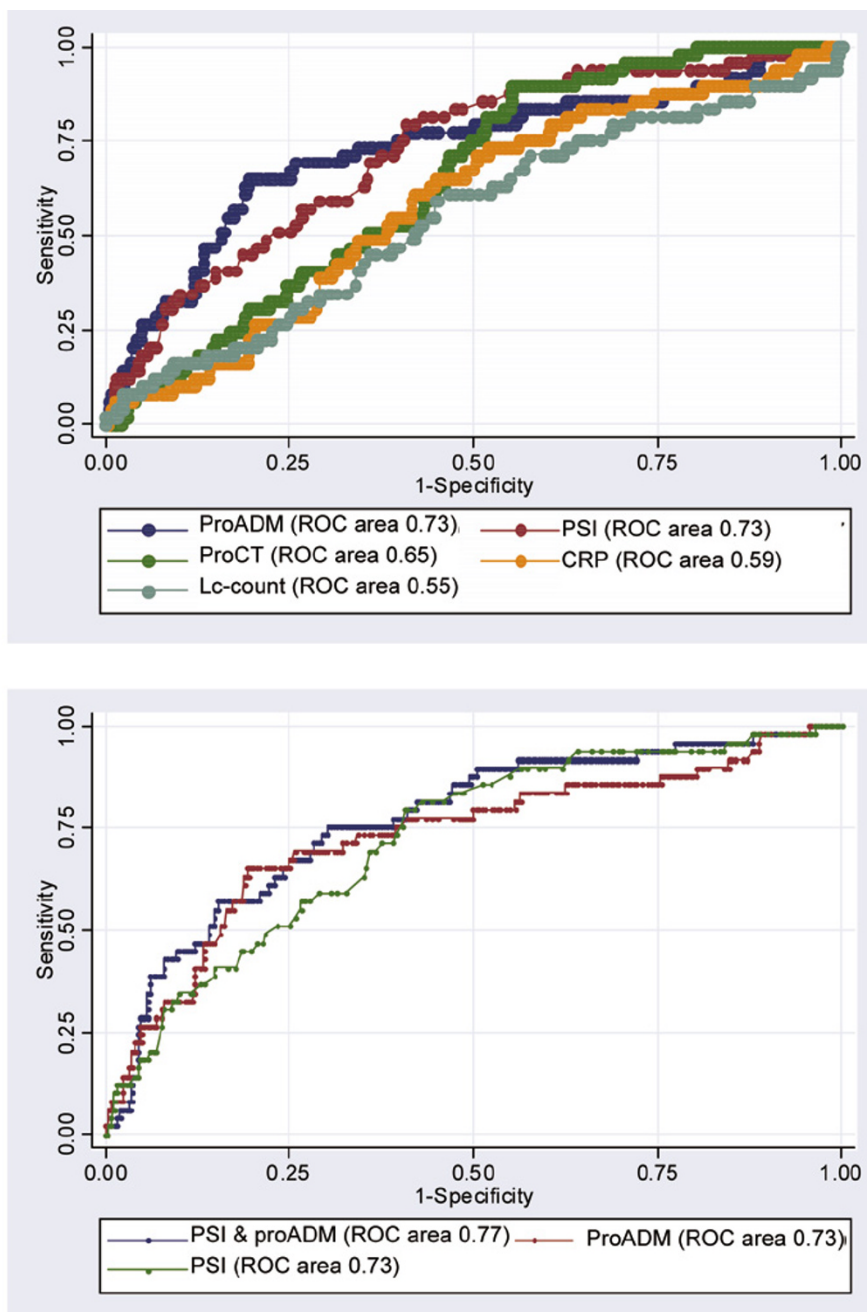 1.00
0.75
0.50
0.25
0.00
Sensitivity
0.00 0.25 0.50 0.75 1.00
1-Specificity
ProADM (ROC area 0.73) PSI (ROC area 0.73)
ProCT (ROC area 0.65) CRP (ROC area 0.59)
Lc-count (ROC area 0.55)
1.00
0.75
0.50
0.25
0.00
Sensitivity
0.00 0.25 0.50 0.75 1.00
1-Specificity
PSI & proADM (ROC area 0.77) ProADM (ROC area 0.73)
PSI (ROC area 0.73)